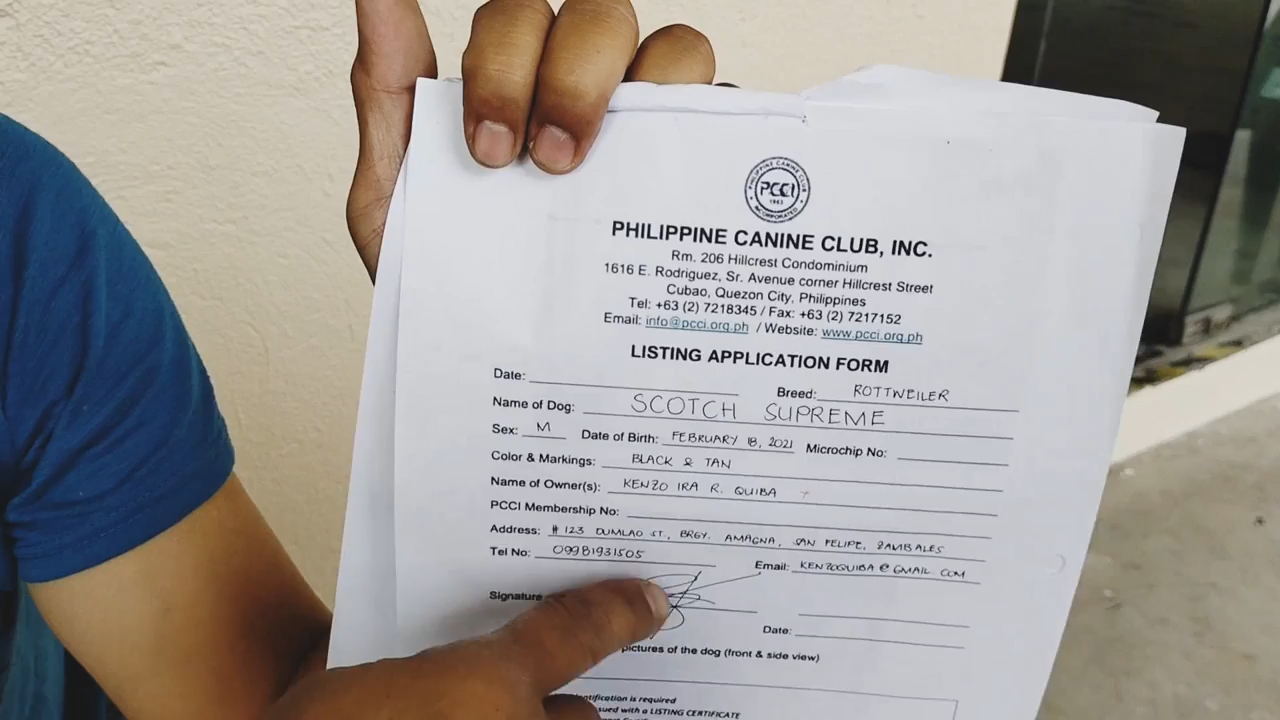 PHILIPPINE CANINE CLUB
PCCI
1963
INCORPORATED
PHILIPPINE CANINE CLUB, INC.
Rm. 206 Hillcrest Condominium
1616 E. Rodriguez, Sr. Avenue corner Hillcrest Street
Cubao, Quezon City, Philippines
Tel: +63 (2) 7218345 / Fax: +63 (2) 7217152
Email: info@pcci.org.ph / Website: www.pcci.org.ph
LISTING APPLICATION FORM
Date: Breed: ROTTWEILER
Name of Dog: SCOTCH SUPREME
Sex: M Date of Birth: FEBRUARY 18, 2021 Microchip No:
Color & Markings: BLACK & TAN
Name of Owner(s): KENZO IRA R. QUIBA
PCCI Membership No:
Address: # 123 DUMLAO ST., BRGY. AMAGNA, SAN FELIPE, ZAMBALES
Tel No: 09981931505 Email: KENZOQUIBA@GMAIL.COM
Signature
Date:
pictures of the dog (front & side view)
is required
with a LISTING CERTIFICATE